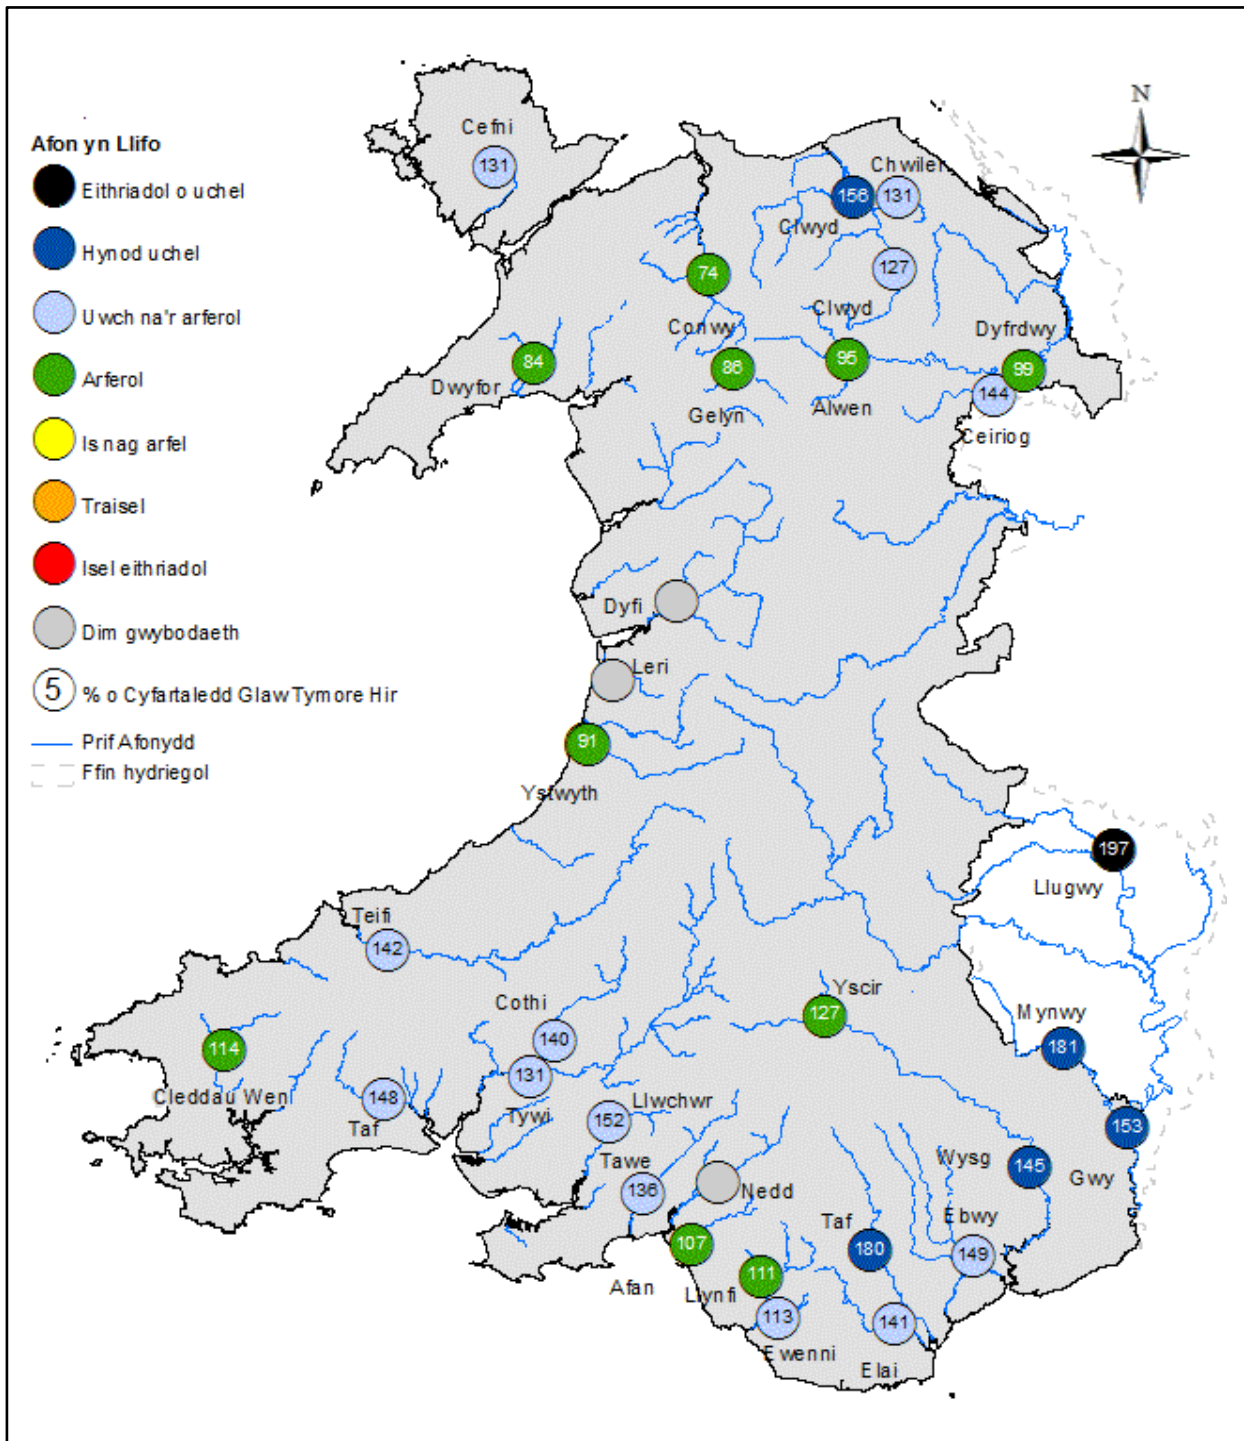 N
Afon yn Llifo
Eithriadol o uchel
Hynod uchel
Uwch na'r arferol
Arferol
Is nag arfel
Traisel
Isel eithriadol
Dim gwybodaeth
5 % o Cyfartaledd Glaw Tymore Hir
Prif Afonydd
Ffin hydriegol
Cefni
131
Chwiler
156
131
Clwyd
127
74
Clwyd
Conwy
Dyfrdwy
84
86
95
99
Dwyfor
144
Gelyn
Alwen
Ceiriog
Dyfi
Leri
91
Ystwyth
197
Llugwy
Teifi
142
Cothi
Yscir
127
Mynwy
140
181
114
131
Cleddau Wen
148
Llwchwr
Taf
Tywi
152
153
Tawe
Wysg
145
Gwy
136
Nedd
Taf
Ebwy
107
180
149
Afan
Llynfi
111
113
141
Ewenni
Elai